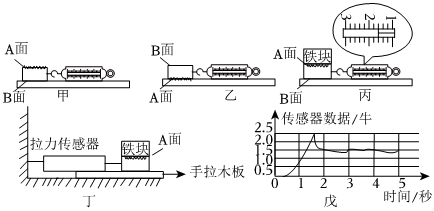 3 2 1
A面
B面
甲
B面
A面
乙
铁块
A面
B面
丙
拉力传感器
铁块
A面
手拉木板
丁
传感器数据/牛
2.5
2.0
1.5
1.0
0.5
0 1 2 3 4 5
时间/秒
戊